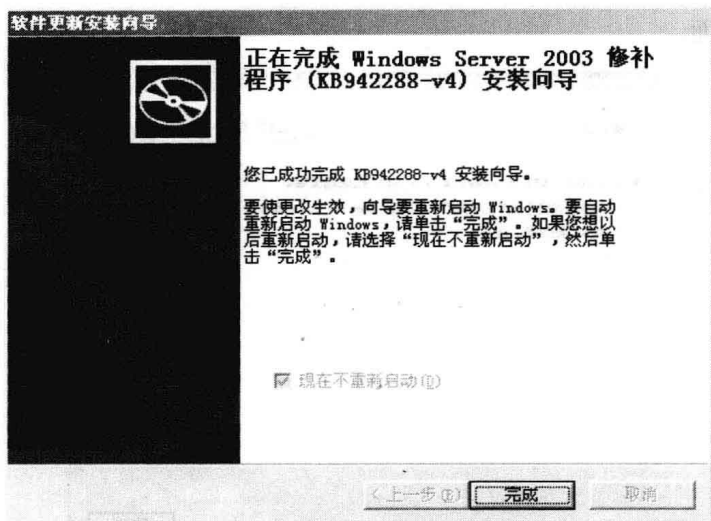 软件更新安装向导
正在完成 Windows Server 2003 修补
程序 (KB942288-v4) 安装向导
您已成功完成 KB942288-v4 安装向导。
要使更改生效，向导要重新启动 Windows。要自动
重新启动 Windows，请单击“完成”。如果您想以
后重新启动，请选择“现在不重新启动”，然后单
击“完成”。
现在不重新启动(D)
<上一步(B) 完成 取消